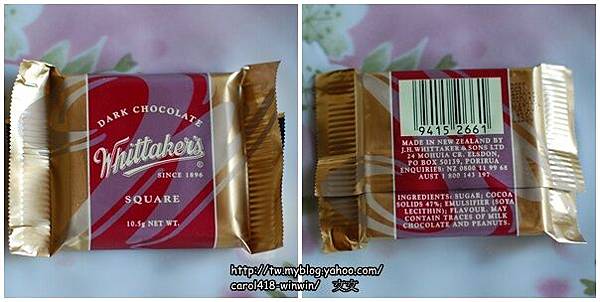 DARK CHOCOLATE
Whittaker's
©
SINCE 1896
SQUARE
10.5g NET WT.
9415 2661
MADE IN NEW ZEALAND BY
J.H. WHITTAKER & SONS LTD
24 MOHUIA CR, ELSDON,
PO BOX 50139, PORIRUA
ENQUIRIES: NZ 0800 11 99 68
AUST 1 800 143 197
INGREDIENTS: SUGAR; COCOA
SOLIDS 47%; EMULSIFIER (SOYA
LECITHIN); FLAVOUR. MAY
CONTAIN TRACES OF MILK
CHOCOLATE AND PEANUTS.
http://tw.myblog.yahoo.com/
carol418-winwin/ 文文